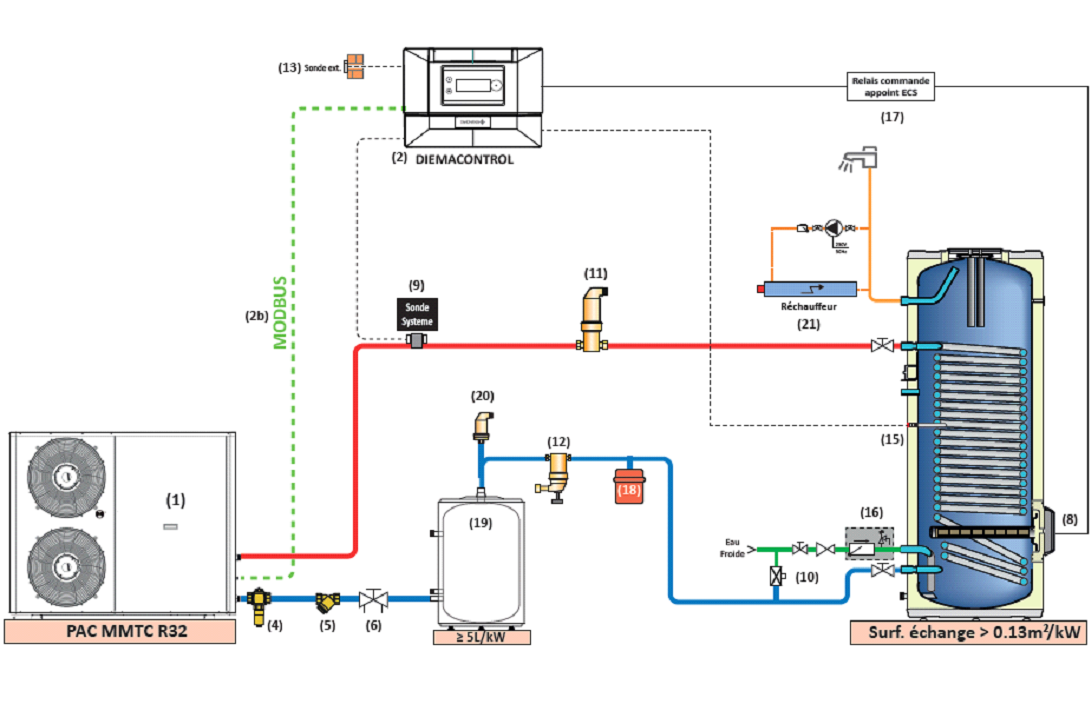 (13) Sonde ext.
Relais commande
appoint ECS
(17)
(2) DIEMACONTROL
(2b)
MODBUS
(9)
Sonde
Systeme
(11)
Réchauffeur
(21)
(20)
(12)
(15)
(1)
(18)
(19)
(16)
(8)
Eau
Froide
(10)
(4)
(5)
(6)
PAC MMTC R32
≥ 5L/kW
Surf. échange > 0.13m²/kW